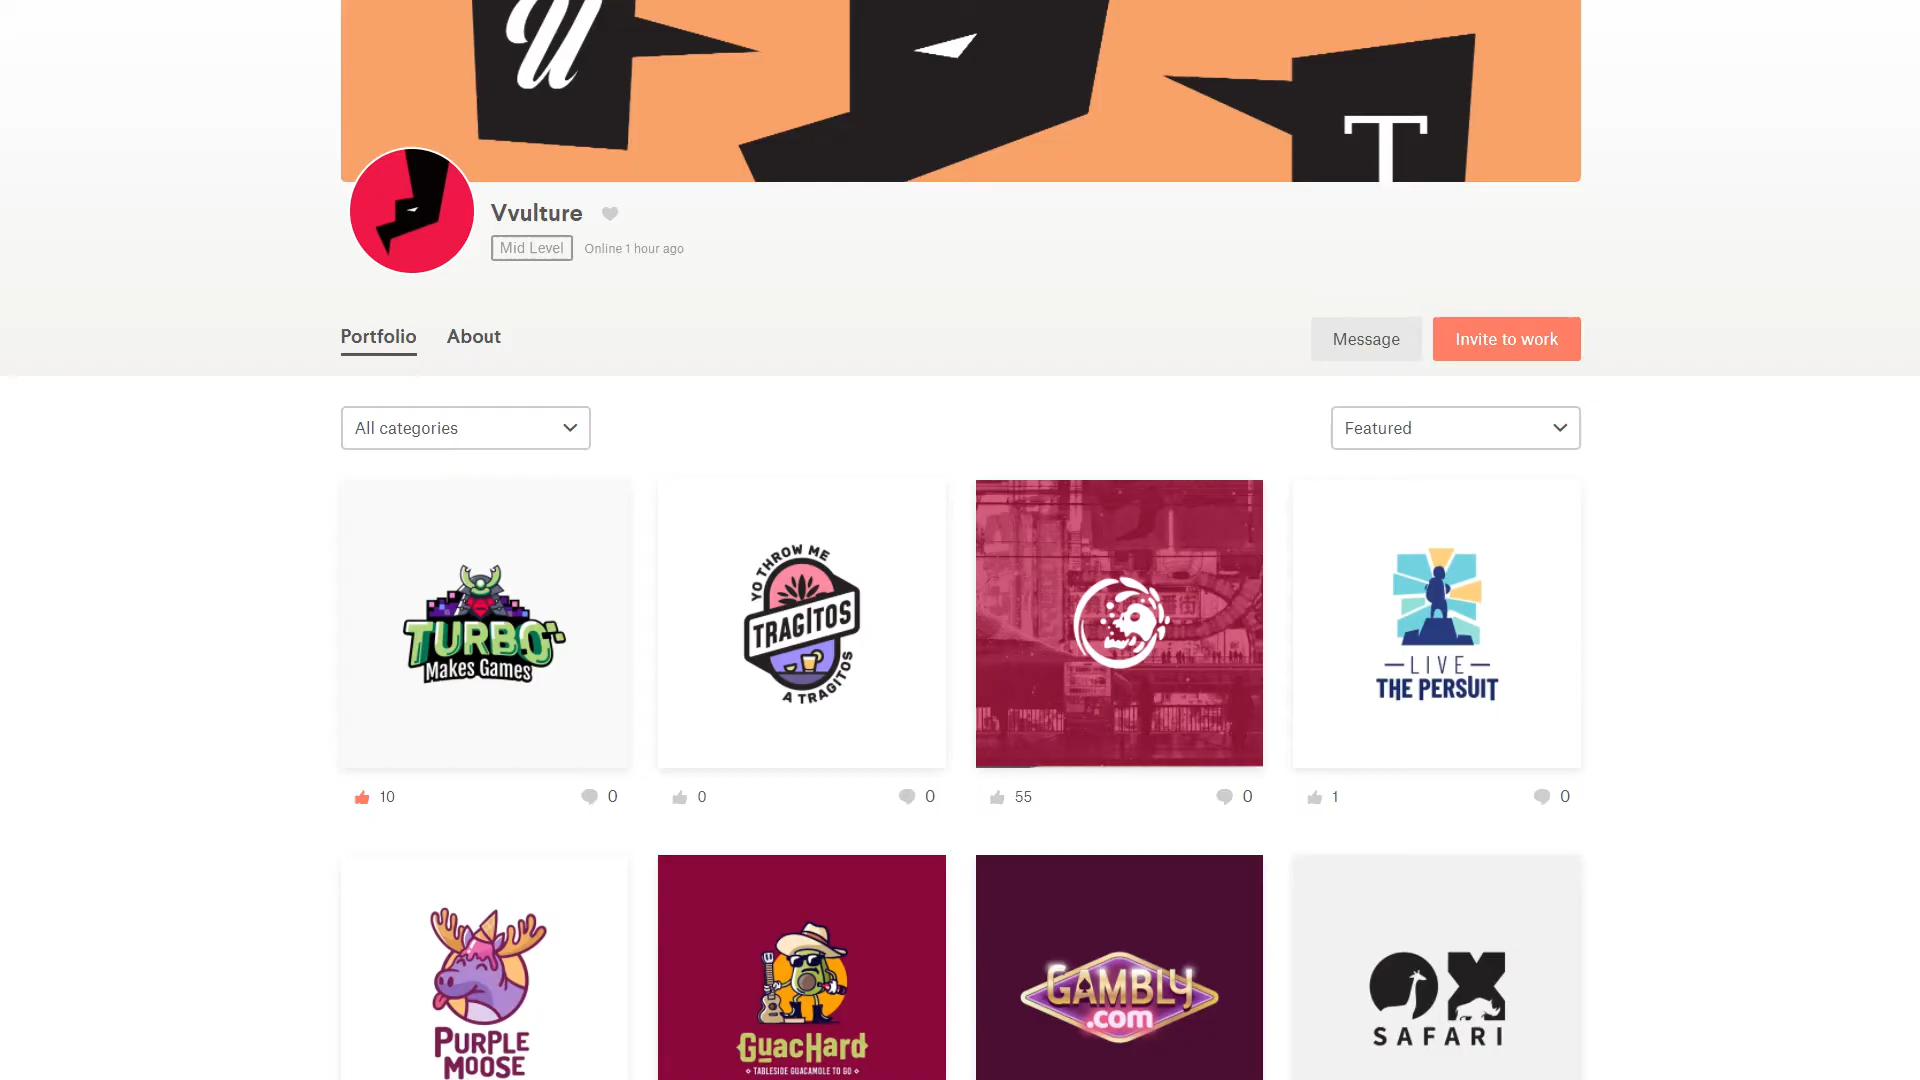 U
T
Vvulture
Mid Level Online 1 hour ago
Portfolio About
Message Invite to work
All categories Featured
TURBO
Makes Games
YO THROW ME
TRAGITOS
A TRAGITOS
LIVE
THE PERSUIT
10 0 0 0 55 0 1 0
PURPLE
MOOSE
GuacHard
TABLESIDE GUACAMOLE TO GO
GAMBLY
.com
OX
SAFARI